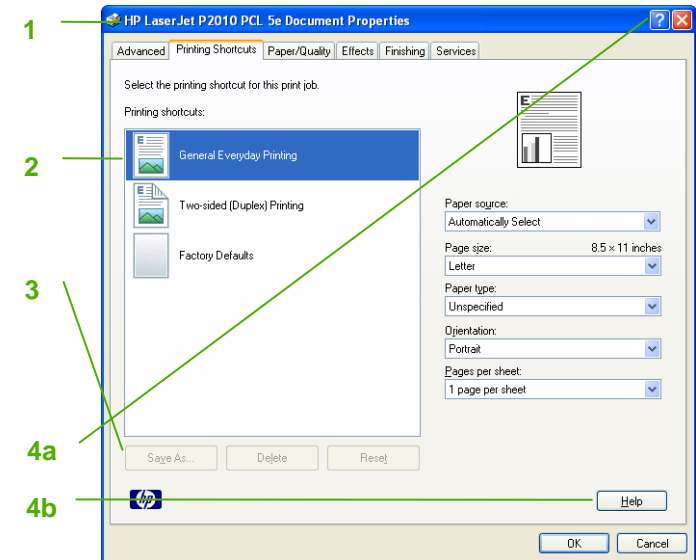 1
HP LaserJet P2010 PCL 5e Document Properties
Advanced Printing Shortcuts Paper/Quality Effects Finishing Services
Select the printing shortcut for this print job.
Printing shortcuts:
2
General Everyday Printing
Two-sided (Duplex) Printing
Factory Defaults
E
E
E
Paper source:
Automatically Select
Page size: 8.5 × 11 inches
Letter
Paper type:
Unspecified
Orientation:
Portrait
Pages per sheet:
1 page per sheet
3
4a
Save As... Delete Reset
4b
hp
Help
OK Cancel
?